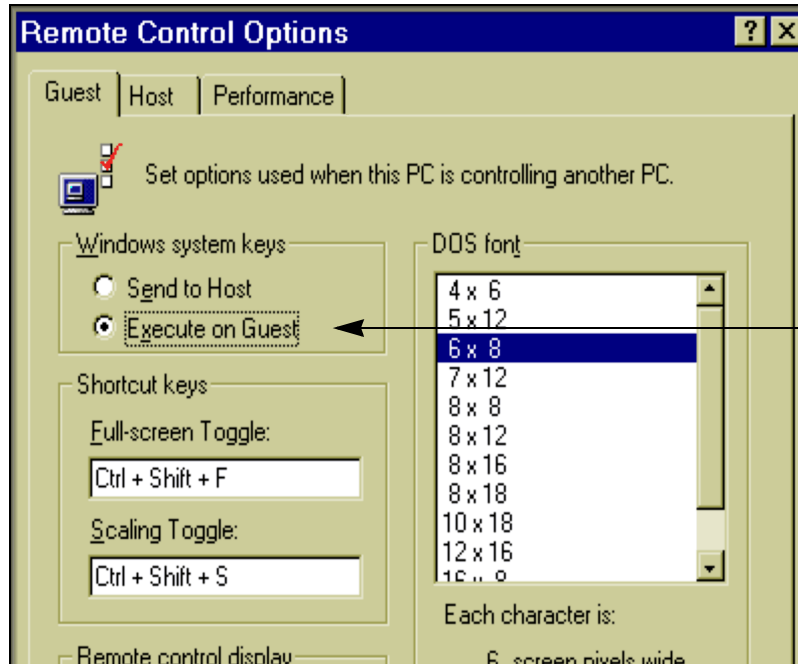 Remote Control Options
Guest Host Performance
Set options used when this PC is controlling another PC.
Windows system keys
Send to Host
Execute on Guest
Shortcut keys
Full-screen Toggle:
Ctrl + Shift + F
Scaling Toggle:
Ctrl + Shift + S
Remote control display
DOS font
4 x 6
5 x 12
6 x 8
7 x 12
8 x 8
8 x 12
8 x 16
8 x 18
10 x 18
12 x 16
16 x 8
Each character is:
6 screen pixels wide